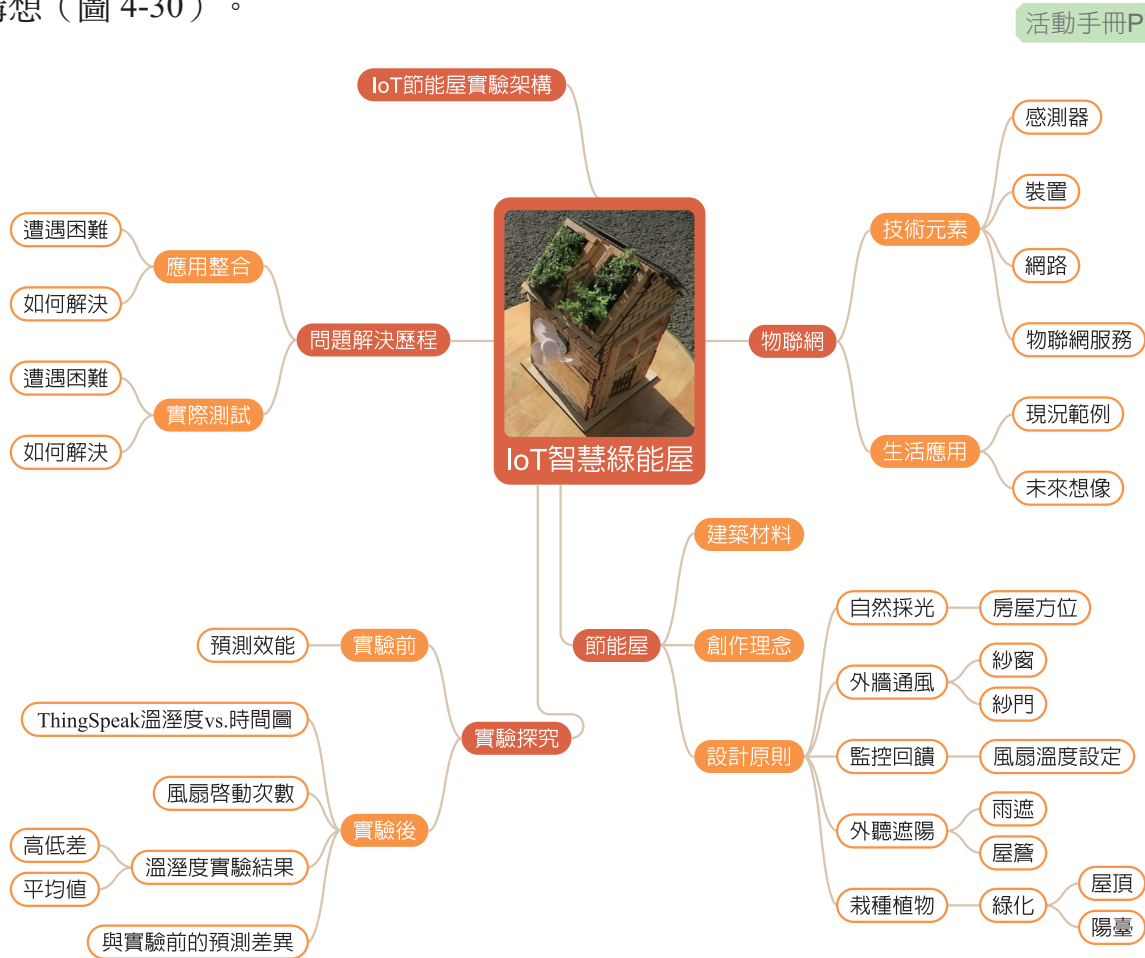 構想（圖 4-30）。
活動手冊P
IoT節能屋實驗架構
IoT智慧綠能屋
問題解決歷程
應用整合
遭遇困難
如何解決
實際測試
遭遇困難
如何解決
物聯網
技術元素
感測器
裝置
網路
物聯網服務
生活應用
現況範例
未來想像
節能屋
建築材料
創作理念
設計原則
自然採光
房屋方位
外牆通風
紗窗
紗門
監控回饋
風扇溫度設定
外聽遮陽
雨遮
屋簷
栽種植物
綠化
屋頂
陽臺
實驗探究
實驗前
預測效能
實驗後
ThingSpeak溫溼度vs.時間圖
風扇啓動次數
溫溼度實驗結果
高低差
平均值
與實驗前的預測差異